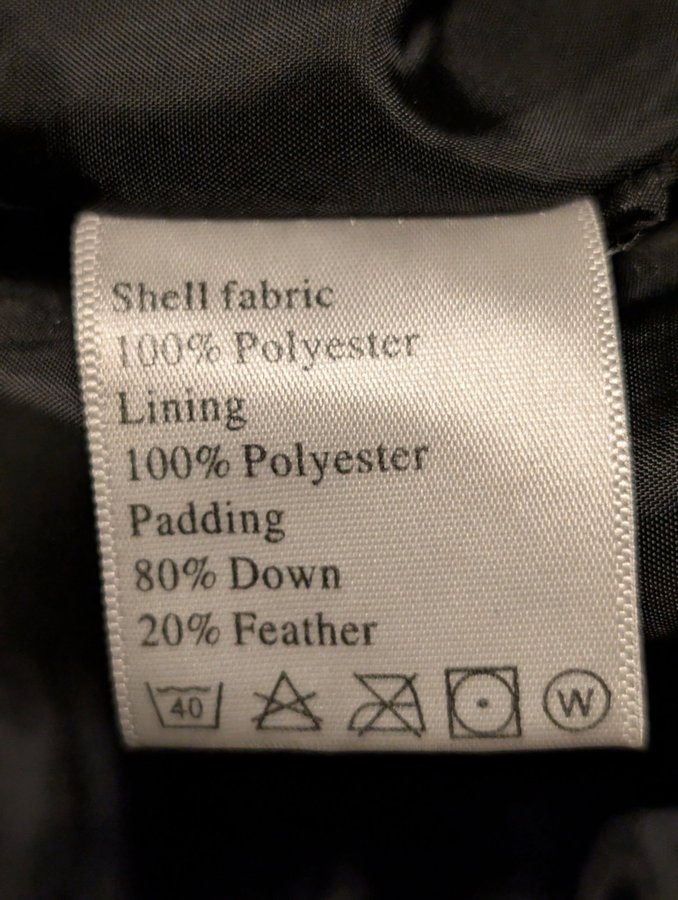 Shell fabric
100% Polyester
Lining
100% Polyester
Padding
80% Down
20% Feather
40 W